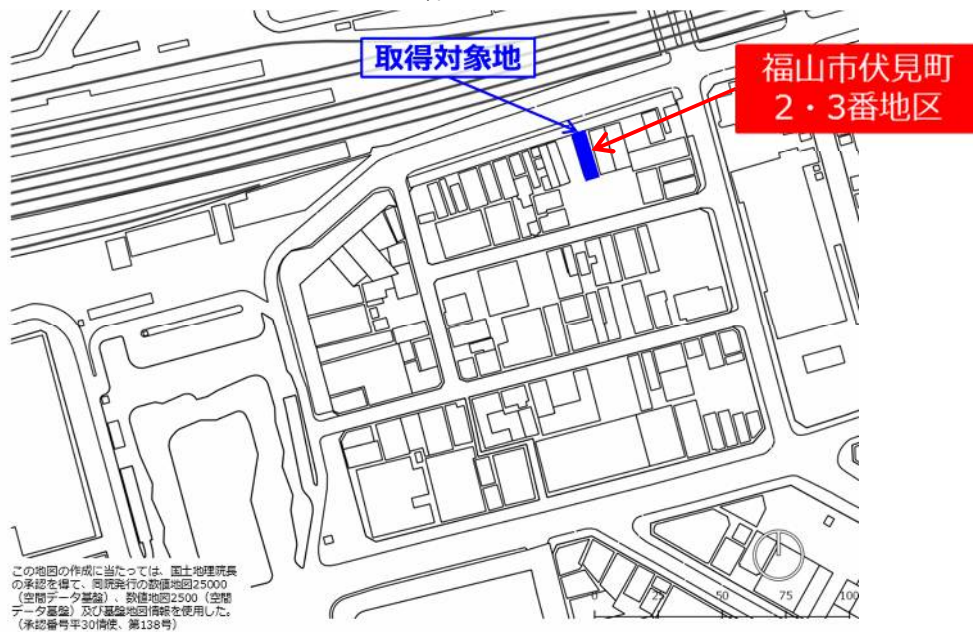 取得対象地
福山市伏見町
2・3番地区
この地図の作成に当たっては、国土地理院長
の承認を得て、同院発行の数値地図25000
（空間データ基盤）、数値地図2500（空間
データ基盤）及び基盤地図情報を使用した。
（承認番号平30情使、第138号）
0 25 50 75 100